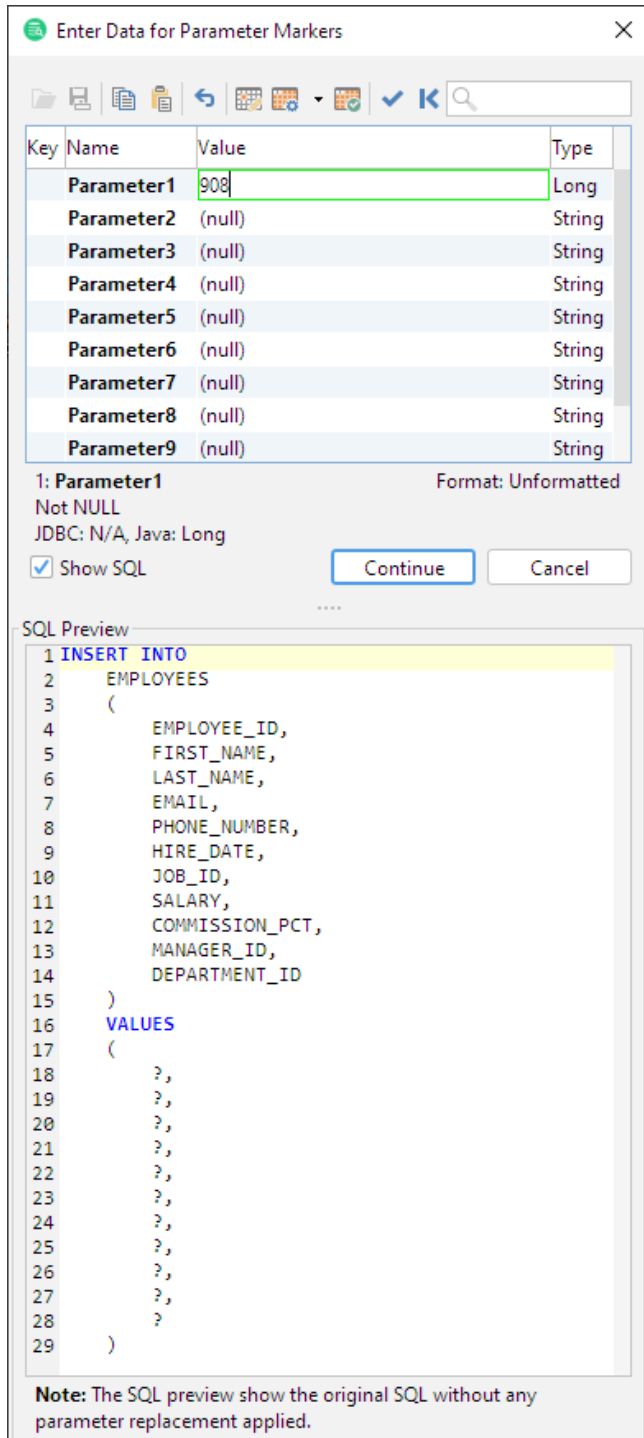 Enter Data for Parameter Markers
Key Name Value Type
Parameter1 908 Long
Parameter2 (null) String
Parameter3 (null) String
Parameter4 (null) String
Parameter5 (null) String
Parameter6 (null) String
Parameter7 (null) String
Parameter8 (null) String
Parameter9 (null) String
1: Parameter1 Format: Unformatted
Not NULL
JDBC: N/A, Java: Long
Show SQL Continue Cancel
SQL Preview
1 INSERT INTO
2 EMPLOYEES
3 (
4 EMPLOYEE_ID,
5 FIRST_NAME,
6 LAST_NAME,
7 EMAIL,
8 PHONE_NUMBER,
9 HIRE_DATE,
10 JOB_ID,
11 SALARY,
12 COMMISSION_PCT,
13 MANAGER_ID,
14 DEPARTMENT_ID
15 )
16 VALUES
17 (
18 ?,
19 ?,
20 ?,
21 ?,
22 ?,
23 ?,
24 ?,
25 ?,
26 ?,
27 ?,
28 ?
29 )
Note: The SQL preview show the original SQL without any
parameter replacement applied.